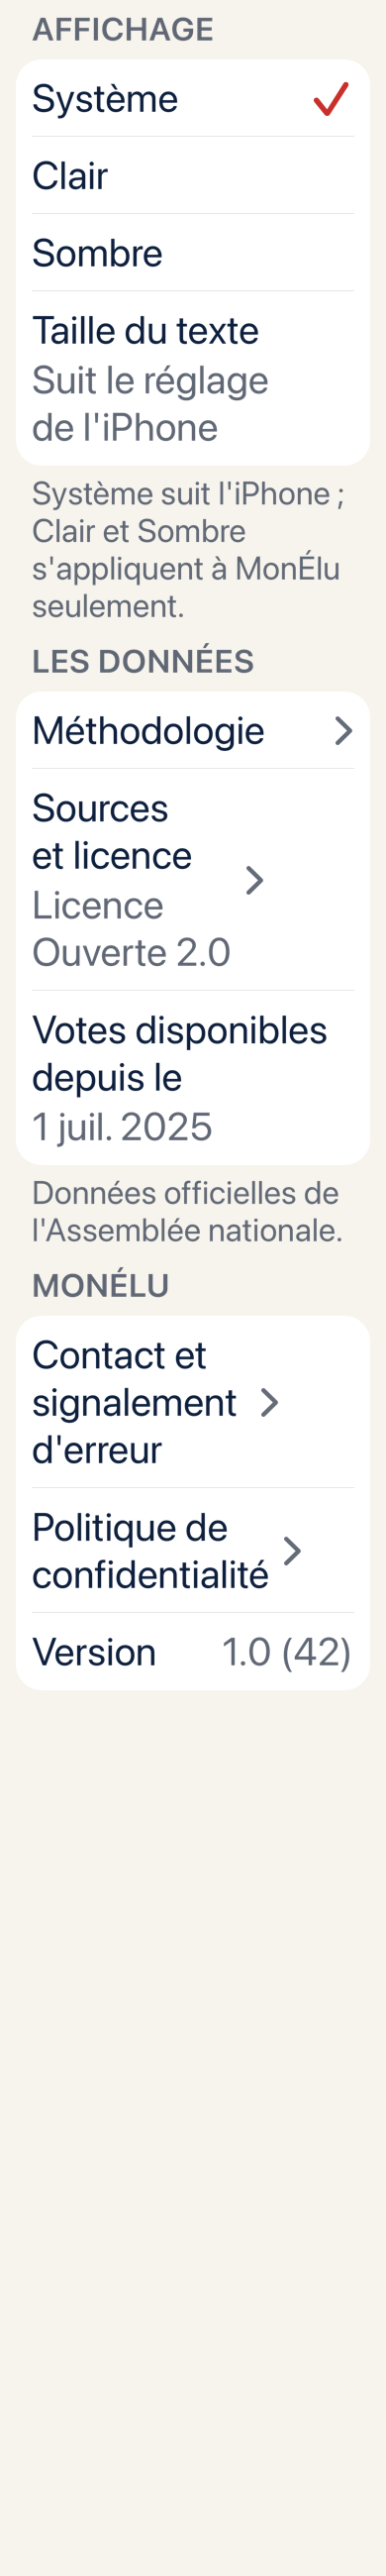 AFFICHAGE
Système
Clair
Sombre
Taille du texte
Suit le réglage
de l'iPhone
Système suit l'iPhone ;
Clair et Sombre
s'appliquent à MonÉlu
seulement.
LES DONNÉES
Méthodologie
Sources
et licence
Licence
Ouverte 2.0
Votes disponibles
depuis le
1 juil. 2025
Données officielles de
l'Assemblée nationale.
MONÉLU
Contact et
signalement
d'erreur
Politique de
confidentialité
Version 1.0 (42)